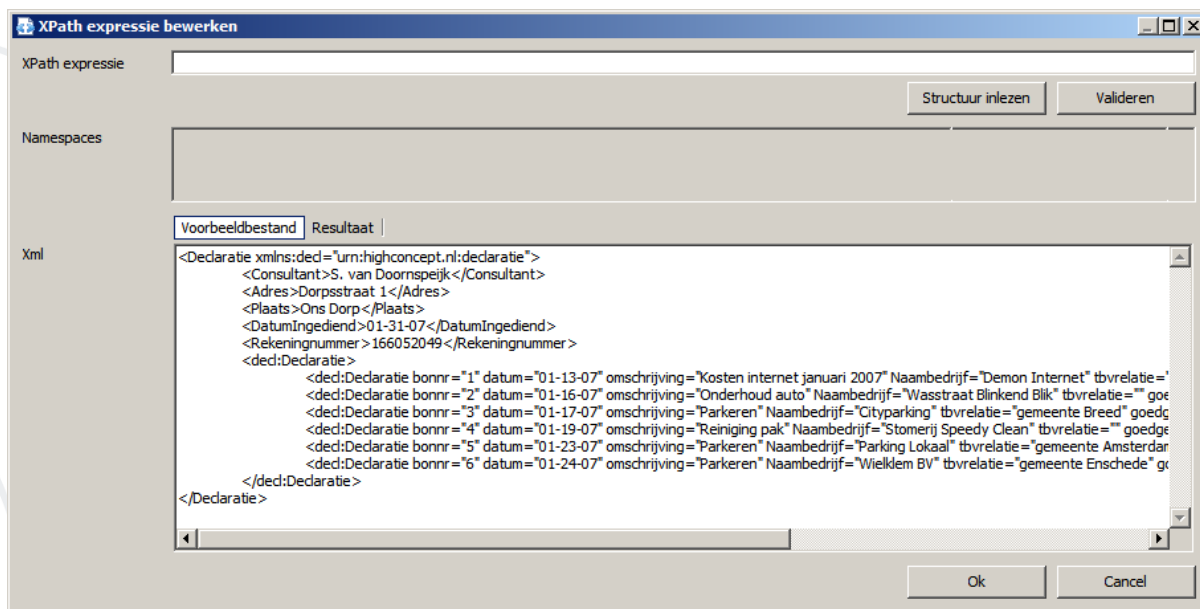 XPath expressie bewerken
XPath expressie
Structuur inlezen Valideren
Namespaces
Voorbeeldbestand Resultaat
Xml
<Declaratie xmlns:decl="urn:highconcept.nl:declaratie">
<Consultant>S. van Doornspeijk</Consultant>
<Adres>Dorpsstraat 1</Adres>
<Plaats>Ons Dorp</Plaats>
<DatumIngediend>01-31-07</DatumIngediend>
<Rekeningnummer>166052049</Rekeningnummer>
<decl:Declaratie>
<decl:Declaratie bonnr="1" datum="01-13-07" omschrijving="Kosten internet januari 2007" Naambedrijf="Demon Internet" tbvrelatie="
<decl:Declaratie bonnr="2" datum="01-16-07" omschrijving="Onderhoud auto" Naambedrijf="Wasstraat Blinkend Blik" tbvrelatie="" goe
<decl:Declaratie bonnr="3" datum="01-17-07" omschrijving="Parkeren" Naambedrijf="Cityparking" tbvrelatie="gemeente Breed" goedg
<decl:Declaratie bonnr="4" datum="01-19-07" omschrijving="Reiniging pak" Naambedrijf="Stomerij Speedy Clean" tbvrelatie="" goedge
<decl:Declaratie bonnr="5" datum="01-23-07" omschrijving="Parkeren" Naambedrijf="Parking Lokaal" tbvrelatie="gemeente Amsterdar
<decl:Declaratie bonnr="6" datum="01-24-07" omschrijving="Parkeren" Naambedrijf="Wielklem BV" tbvrelatie="gemeente Enschede" go
</decl:Declaratie>
</Declaratie>
Ok Cancel